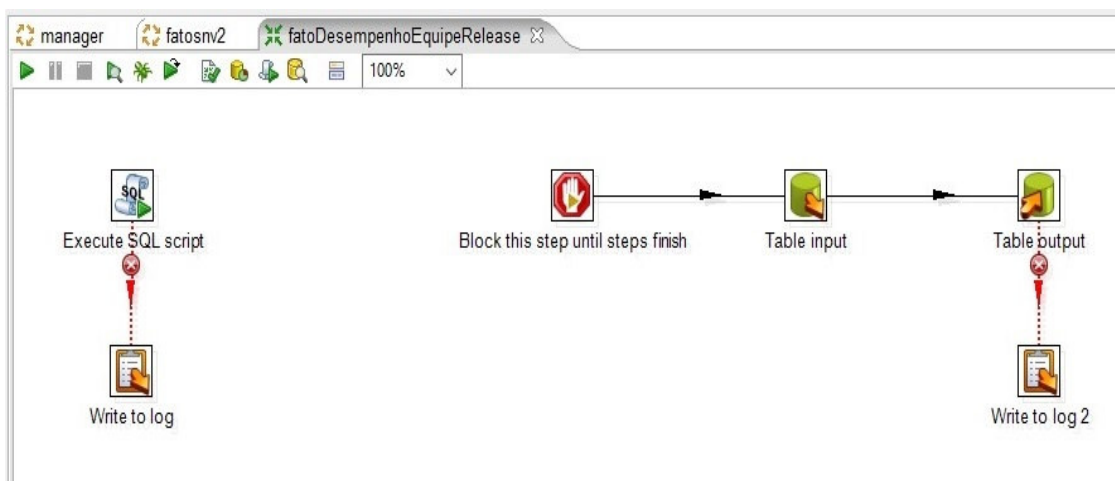 manager
fatosnv2
fatoDesempenhoEquipeRelease
100%
SQL
Execute SQL script
Block this step until steps finish
Table input
Table output
Write to log
Write to log 2